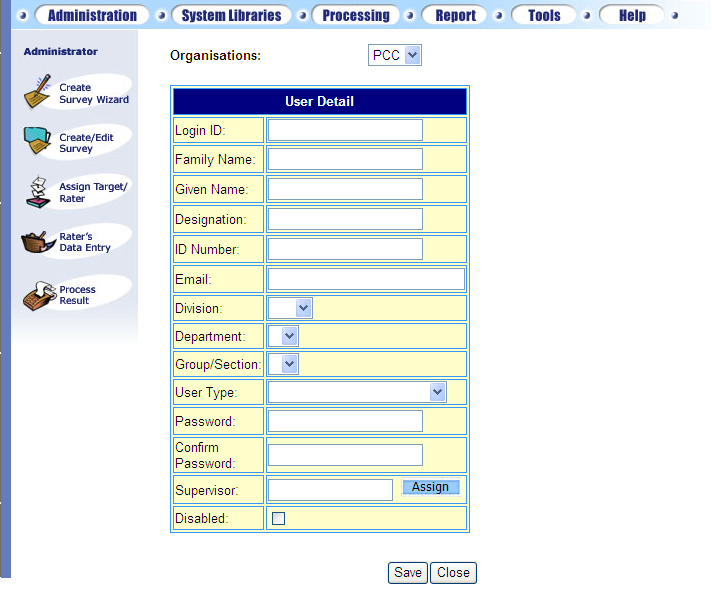 Administration System Libraries Processing Report Tools Help
Administrator
Create
Survey Wizard
Create/Edit
Survey
Assign Target/
Rater
Rater's
Data Entry
Process
Result
Organisations: PCC
User Detail
Login ID:
Family Name:
Given Name:
Designation:
ID Number:
Email:
Division:
Department:
Group/Section:
User Type:
Password:
Confirm
Password:
Supervisor: Assign
Disabled:
Save Close